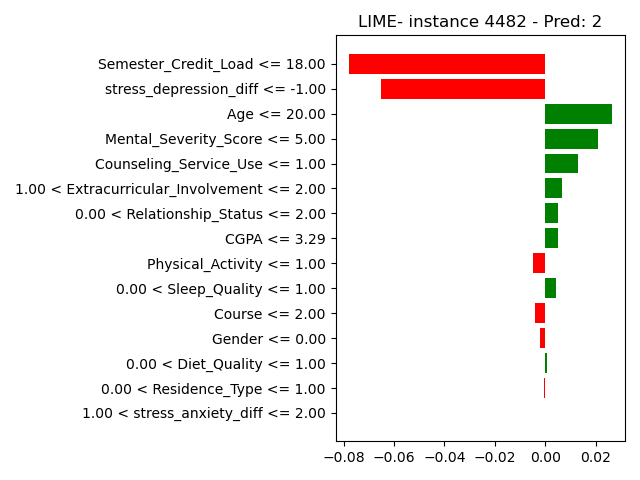 LIME- instance 4482 - Pred: 2
Semester_Credit_Load <= 18.00
stress_depression_diff <= -1.00
Age <= 20.00
Mental_Severity_Score <= 5.00
Counseling_Service_Use <= 1.00
1.00 < Extracurricular_Involvement <= 2.00
0.00 < Relationship_Status <= 2.00
CGPA <= 3.29
Physical_Activity <= 1.00
0.00 < Sleep_Quality <= 1.00
Course <= 2.00
Gender <= 0.00
0.00 < Diet_Quality <= 1.00
0.00 < Residence_Type <= 1.00
1.00 < stress_anxiety_diff <= 2.00
−0.08 −0.06 −0.04 −0.02 0.00 0.02